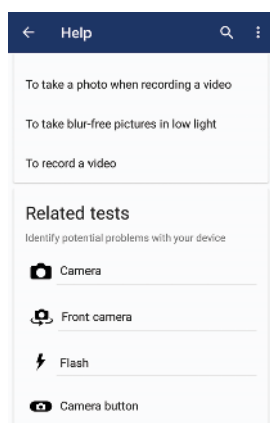 Help
To take a photo when recording a video
To take blur-free pictures in low light
To record a video
Related tests
Identify potential problems with your device
Camera
Front camera
Flash
Camera button